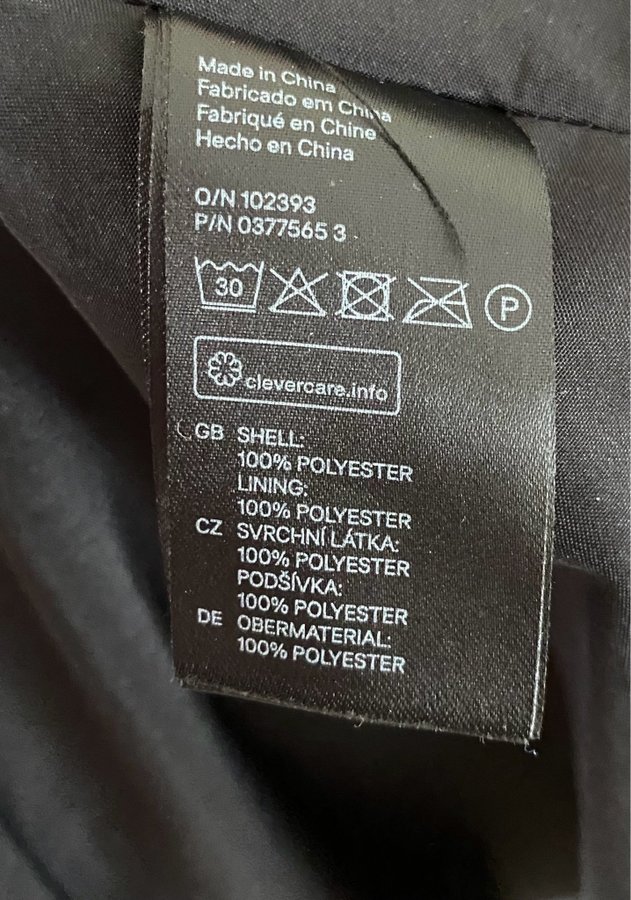 Made in China
Fabricado em China
Fabriqué en Chine
Hecho en China
O/N 102393
P/N 0377565 3
30
P
clevercare.info
GB SHELL:
100% POLYESTER
LINING:
100% POLYESTER
CZ SVRCHNÍ LÁTKA:
100% POLYESTER
PODŠÍVKA:
100% POLYESTER
DE OBERMATERIAL:
100% POLYESTER